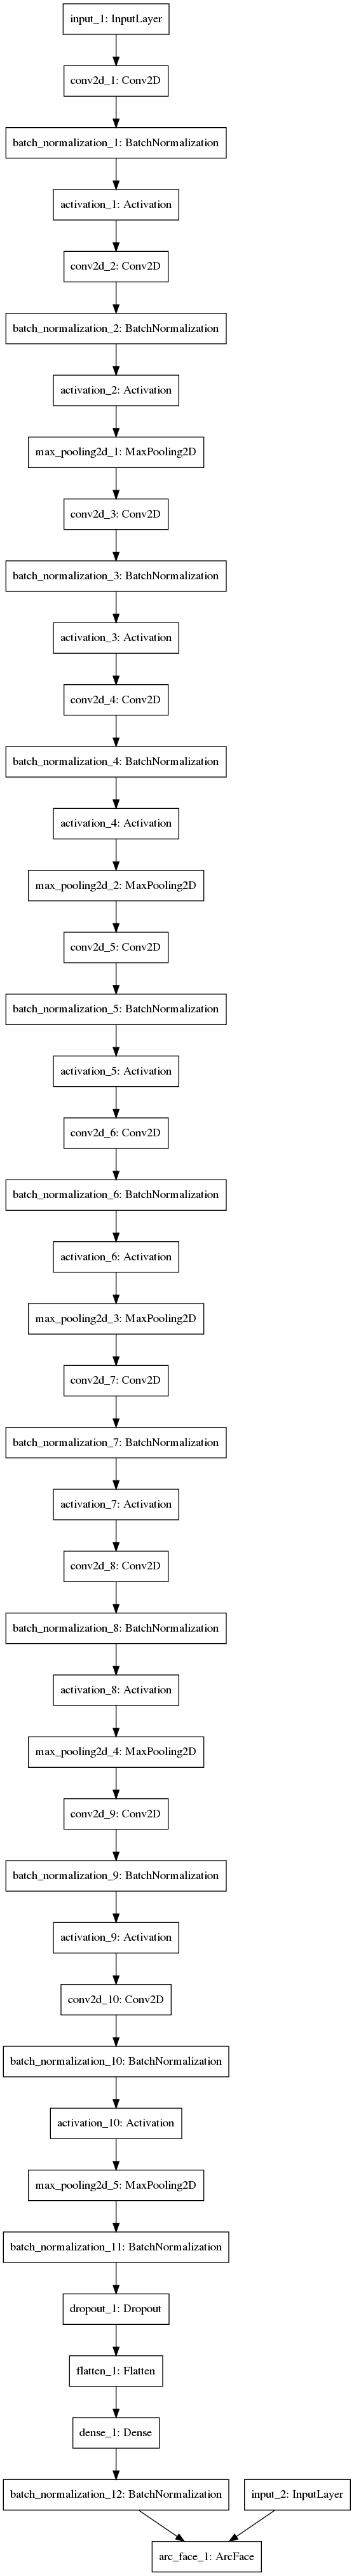 input_1: InputLayer
conv2d_1: Conv2D
batch_normalization_1: BatchNormalization
activation_1: Activation
conv2d_2: Conv2D
batch_normalization_2: BatchNormalization
activation_2: Activation
max_pooling2d_1: MaxPooling2D
conv2d_3: Conv2D
batch_normalization_3: BatchNormalization
activation_3: Activation
conv2d_4: Conv2D
batch_normalization_4: BatchNormalization
activation_4: Activation
max_pooling2d_2: MaxPooling2D
conv2d_5: Conv2D
batch_normalization_5: BatchNormalization
activation_5: Activation
conv2d_6: Conv2D
batch_normalization_6: BatchNormalization
activation_6: Activation
max_pooling2d_3: MaxPooling2D
conv2d_7: Conv2D
batch_normalization_7: BatchNormalization
activation_7: Activation
conv2d_8: Conv2D
batch_normalization_8: BatchNormalization
activation_8: Activation
max_pooling2d_4: MaxPooling2D
conv2d_9: Conv2D
batch_normalization_9: BatchNormalization
activation_9: Activation
conv2d_10: Conv2D
batch_normalization_10: BatchNormalization
activation_10: Activation
max_pooling2d_5: MaxPooling2D
batch_normalization_11: BatchNormalization
dropout_1: Dropout
flatten_1: Flatten
dense_1: Dense
batch_normalization_12: BatchNormalization
input_2: InputLayer
arc_face_1: ArcFace